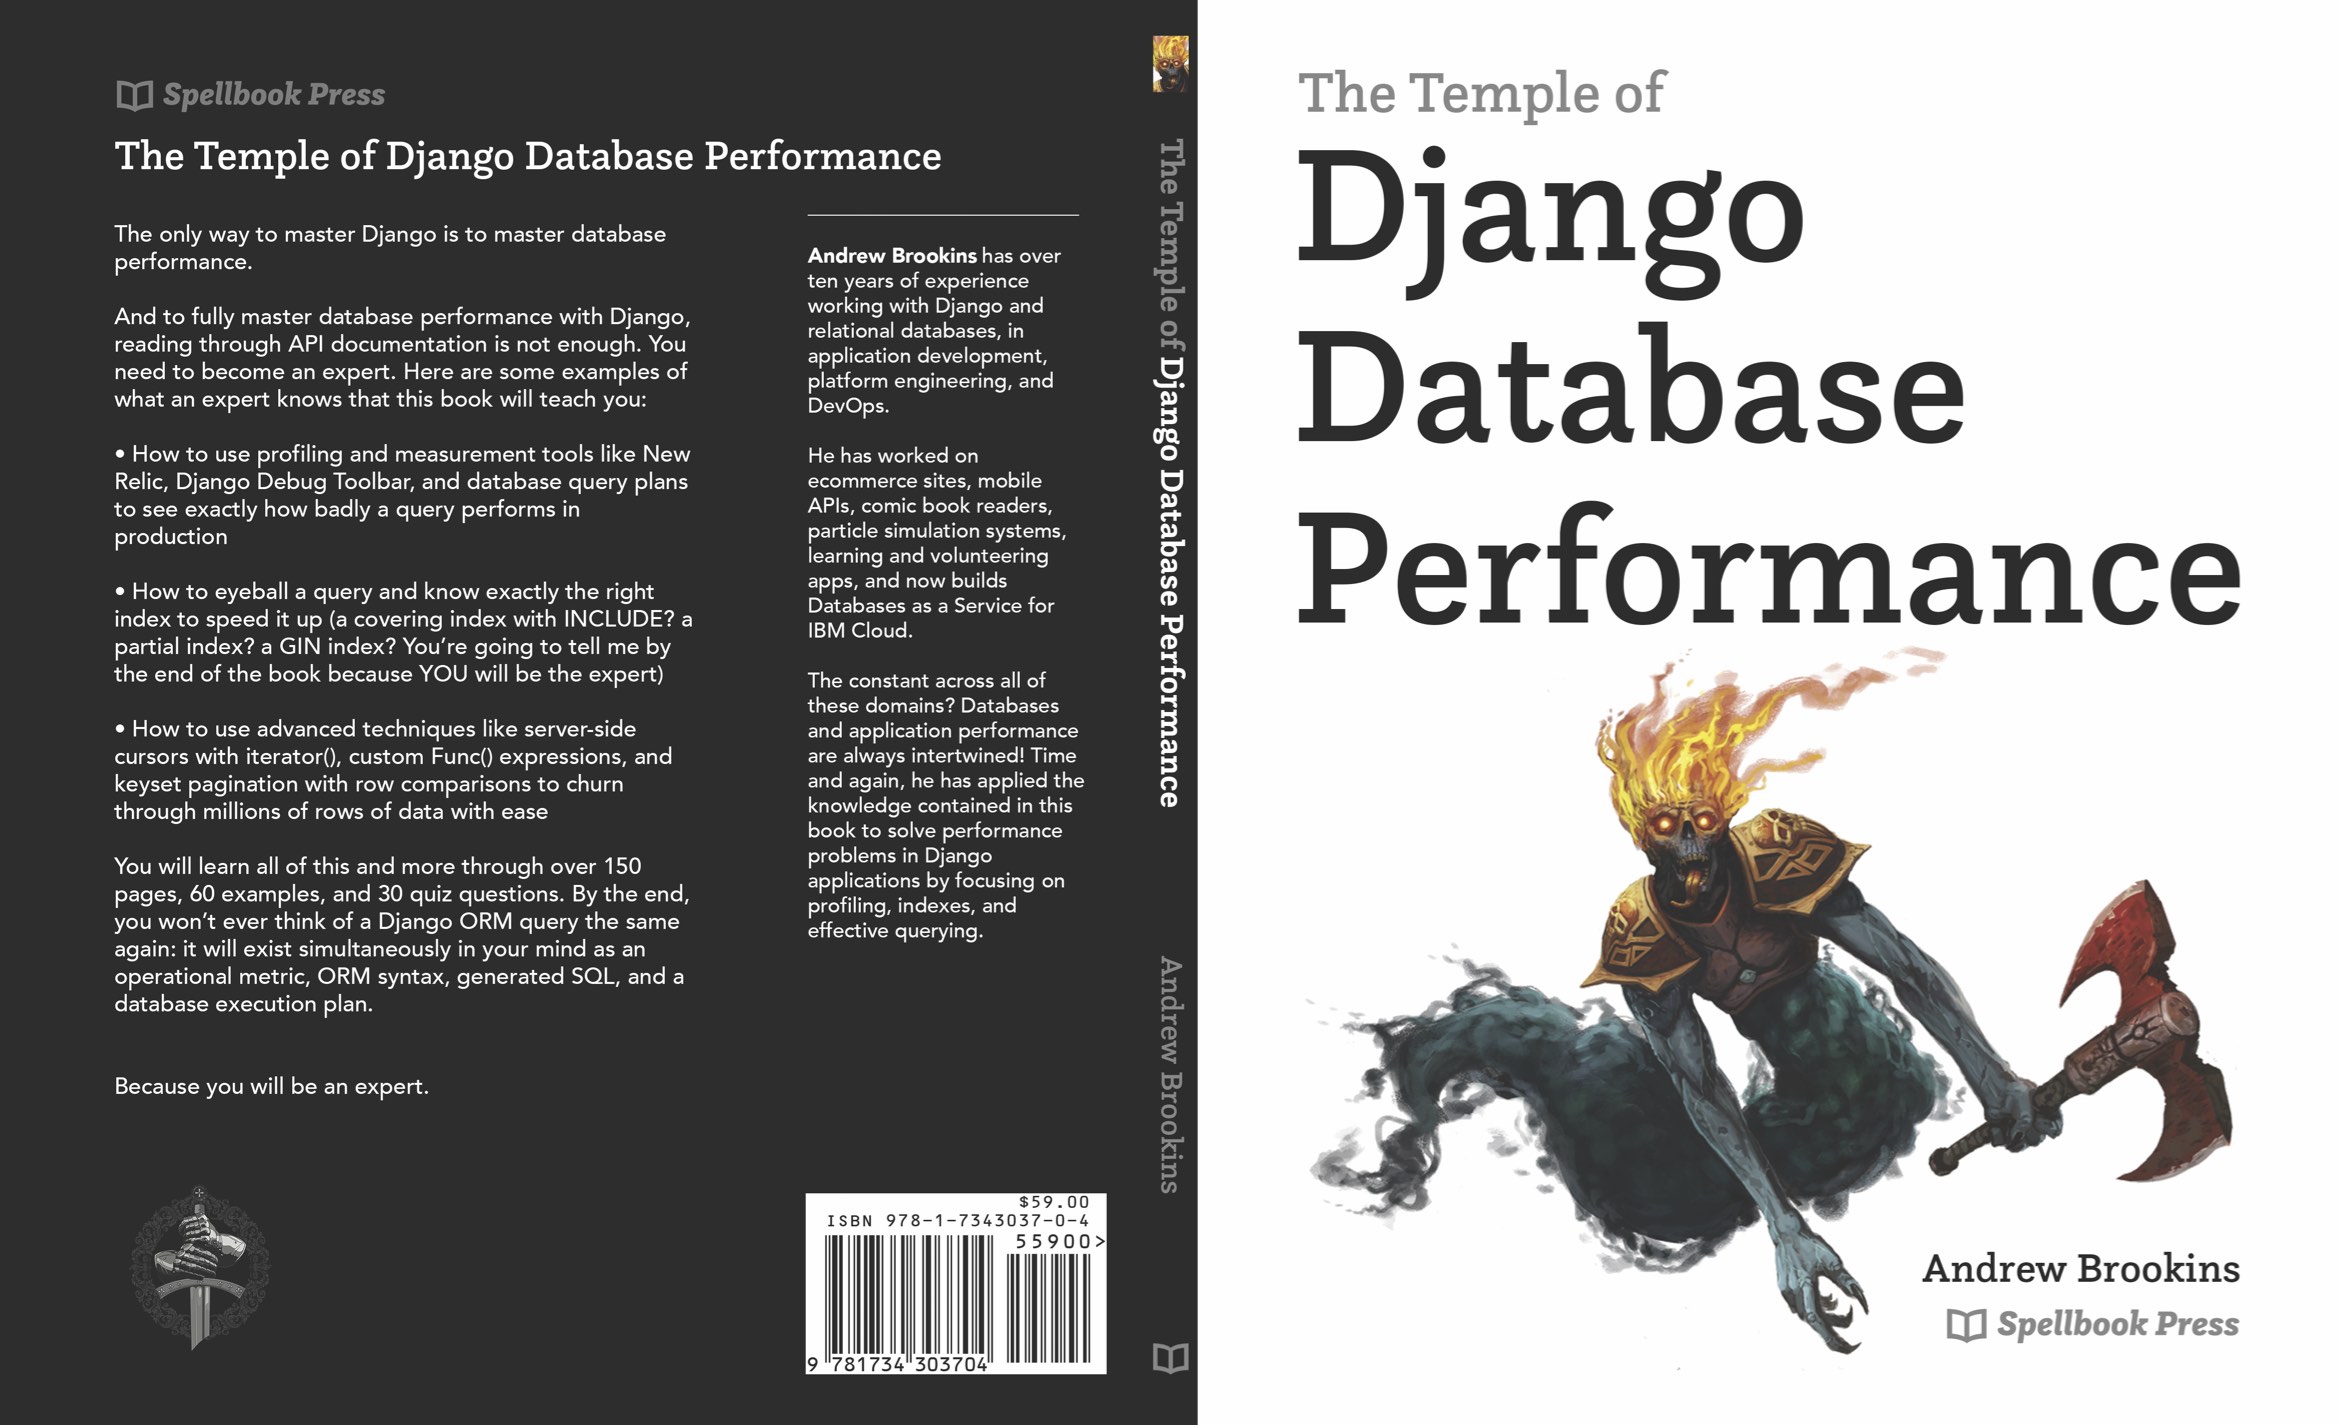 Spellbook Press
The Temple of Django Database Performance
The only way to master Django is to master database
performance.
And to fully master database performance with Django,
reading through API documentation is not enough. You
need to become an expert. Here are some examples of
what an expert knows that this book will teach you:
• How to use profiling and measurement tools like New
Relic, Django Debug Toolbar, and database query plans
to see exactly how badly a query performs in
production
• How to eyeball a query and know exactly the right
index to speed it up (a covering index with INCLUDE? a
partial index? a GIN index? You’re going to tell me by
the end of the book because YOU will be the expert)
• How to use advanced techniques like server-side
cursors with iterator(), custom Func() expressions, and
keyset pagination with row comparisons to churn
through millions of rows of data with ease
You will learn all of this and more through over 150
pages, 60 examples, and 30 quiz questions. By the end,
you won’t ever think of a Django ORM query the same
again: it will exist simultaneously in your mind as an
operational metric, ORM syntax, generated SQL, and a
database execution plan.
Because you will be an expert.
Andrew Brookins has over
ten years of experience
working with Django and
relational databases, in
application development,
platform engineering, and
DevOps.
He has worked on
ecommerce sites, mobile
APIs, comic book readers,
particle simulation systems,
learning and volunteering
apps, and now builds
Databases as a Service for
IBM Cloud.
The constant across all of
these domains? Databases
and application performance
are always intertwined! Time
and again, he has applied the
knowledge contained in this
book to solve performance
problems in Django
applications by focusing on
profiling, indexes, and
effective querying.
$59.00
ISBN 978-1-7343037-0-4
55900>
9 781734 303704
The Temple of Django Database Performance
Andrew Brookins
The Temple of
Django
Database
Performance
Andrew Brookins
Spellbook Press